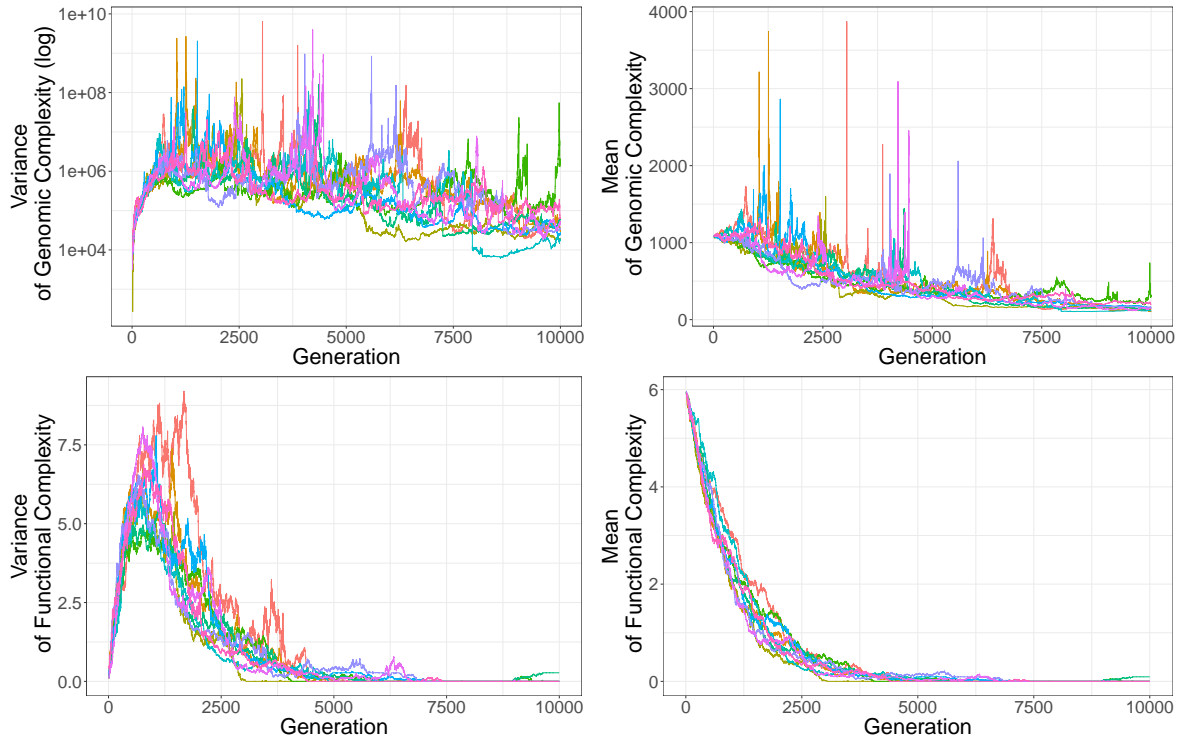 Variance
of Genomic Complexity (log)
1e+10
1e+08
1e+06
1e+04
0 2500 5000 7500 10000
Generation
Mean
of Genomic Complexity
4000
3000
2000
1000
0
0 2500 5000 7500 10000
Generation
Variance
of Functional Complexity
7.5
5.0
2.5
0.0
0 2500 5000 7500 10000
Generation
Mean
of Functional Complexity
6
4
2
0
0 2500 5000 7500 10000
Generation